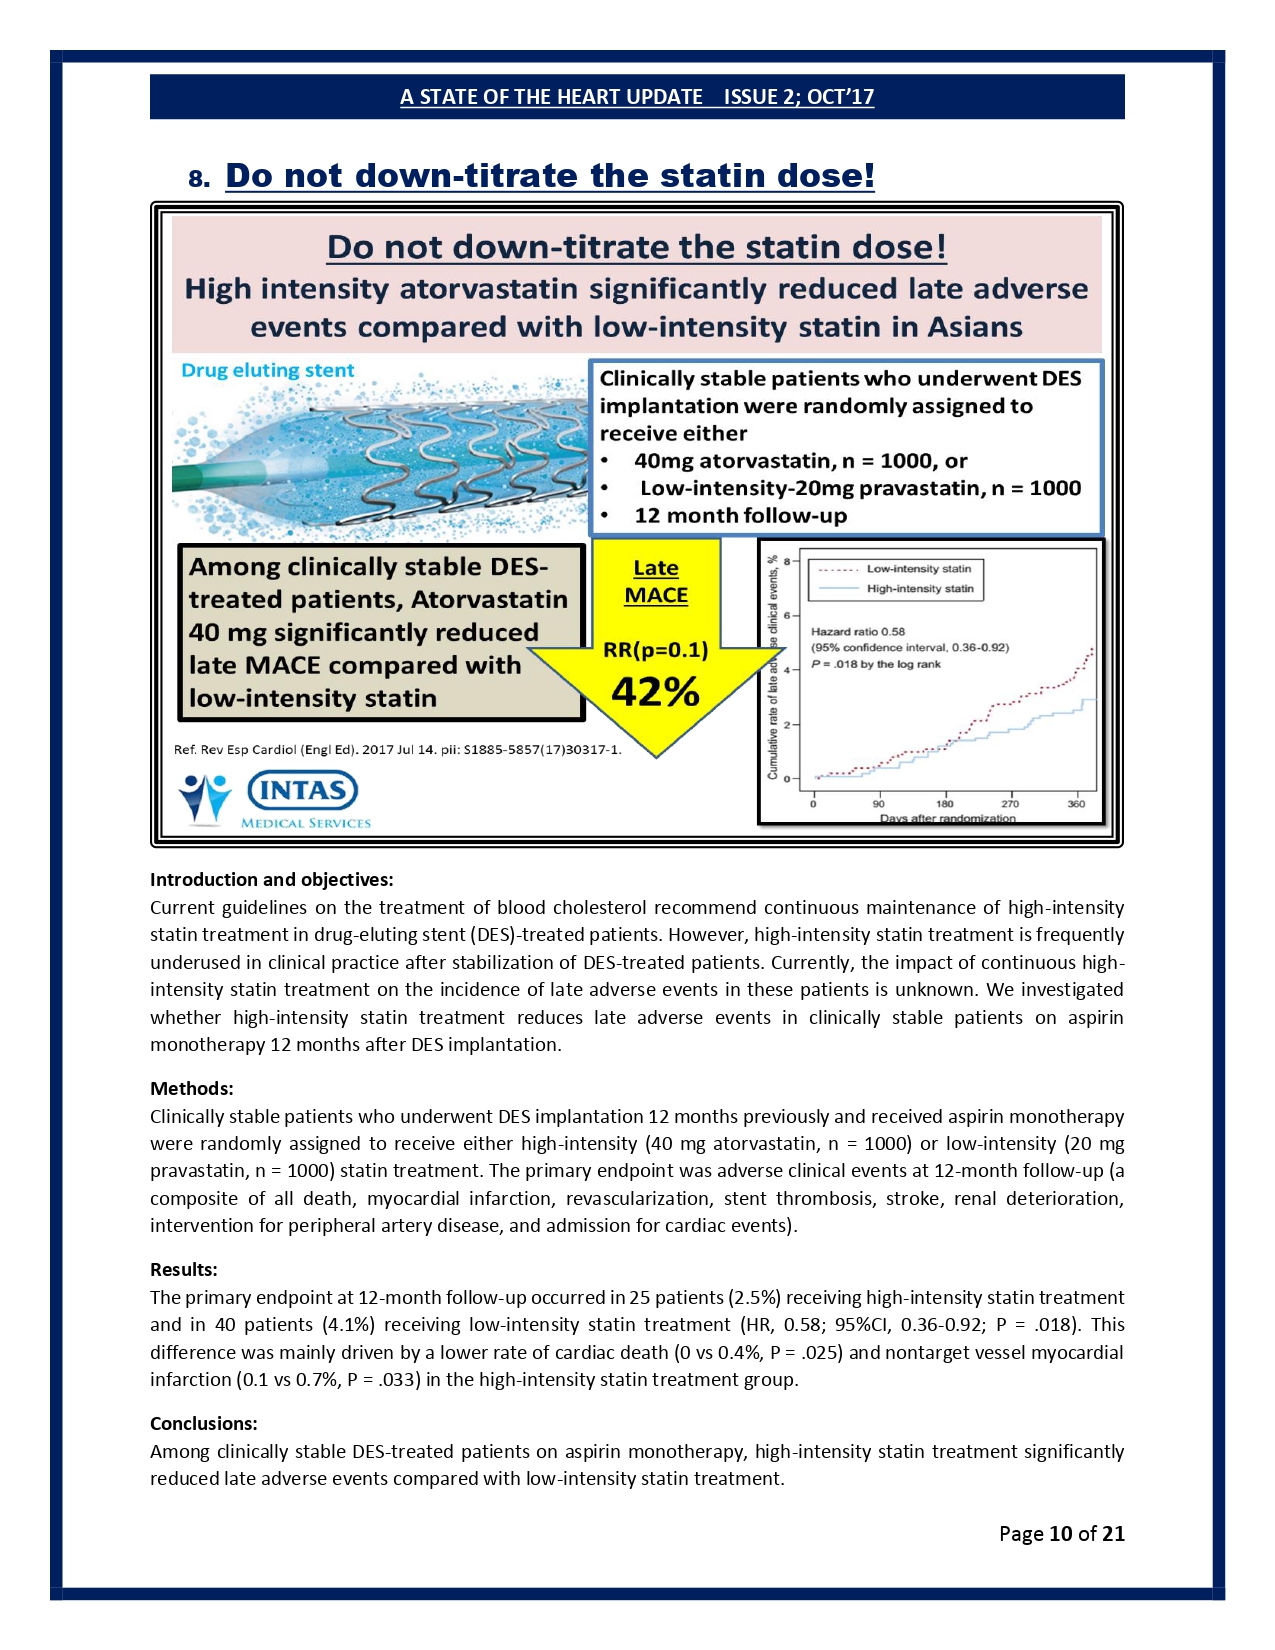 A STATE OF THE HEART UPDATE    ISSUE 2; OCT’17
8. Do not down-titrate the statin dose!
Do not down-titrate the statin dose!
High intensity atorvastatin significantly reduced late adverse
events compared with low-intensity statin in Asians
Drug eluting stent
Clinically stable patients who underwent DES
implantation were randomly assigned to
receive either
• 40mg atorvastatin, n = 1000, or
• Low-intensity-20mg pravastatin, n = 1000
• 12 month follow-up
Among clinically stable DES-
treated patients, Atorvastatin
40 mg significantly reduced
late MACE compared with
low-intensity statin
Late
MACE
RR(p=0.1)
42%
Cumulative rate of late adverse clinical events, %
8
6
4
2
0
Low-intensity statin
High-intensity statin
Hazard ratio 0.58
(95% confidence interval, 0.36-0.92)
P = .018 by the log rank
0 90 180 270 360
Days after randomization
Ref. Rev Esp Cardiol (Engl Ed). 2017 Jul 14. pii: S1885-5857(17)30317-1.
INTAS
MEDICAL SERVICES
Introduction and objectives:
Current guidelines on the treatment of blood cholesterol recommend continuous maintenance of high-intensity
statin treatment in drug-eluting stent (DES)-treated patients. However, high-intensity statin treatment is frequently
underused in clinical practice after stabilization of DES-treated patients. Currently, the impact of continuous high-
intensity statin treatment on the incidence of late adverse events in these patients is unknown. We investigated
whether high-intensity statin treatment reduces late adverse events in clinically stable patients on aspirin
monotherapy 12 months after DES implantation.
Methods:
Clinically stable patients who underwent DES implantation 12 months previously and received aspirin monotherapy
were randomly assigned to receive either high-intensity (40 mg atorvastatin, n = 1000) or low-intensity (20 mg
pravastatin, n = 1000) statin treatment. The primary endpoint was adverse clinical events at 12-month follow-up (a
composite of all death, myocardial infarction, revascularization, stent thrombosis, stroke, renal deterioration,
intervention for peripheral artery disease, and admission for cardiac events).
Results:
The primary endpoint at 12-month follow-up occurred in 25 patients (2.5%) receiving high-intensity statin treatment
and in 40 patients (4.1%) receiving low-intensity statin treatment (HR, 0.58; 95%CI, 0.36-0.92; P = .018). This
difference was mainly driven by a lower rate of cardiac death (0 vs 0.4%, P = .025) and nontarget vessel myocardial
infarction (0.1 vs 0.7%, P = .033) in the high-intensity statin treatment group.
Conclusions:
Among clinically stable DES-treated patients on aspirin monotherapy, high-intensity statin treatment significantly
reduced late adverse events compared with low-intensity statin treatment.
Page 10 of 21